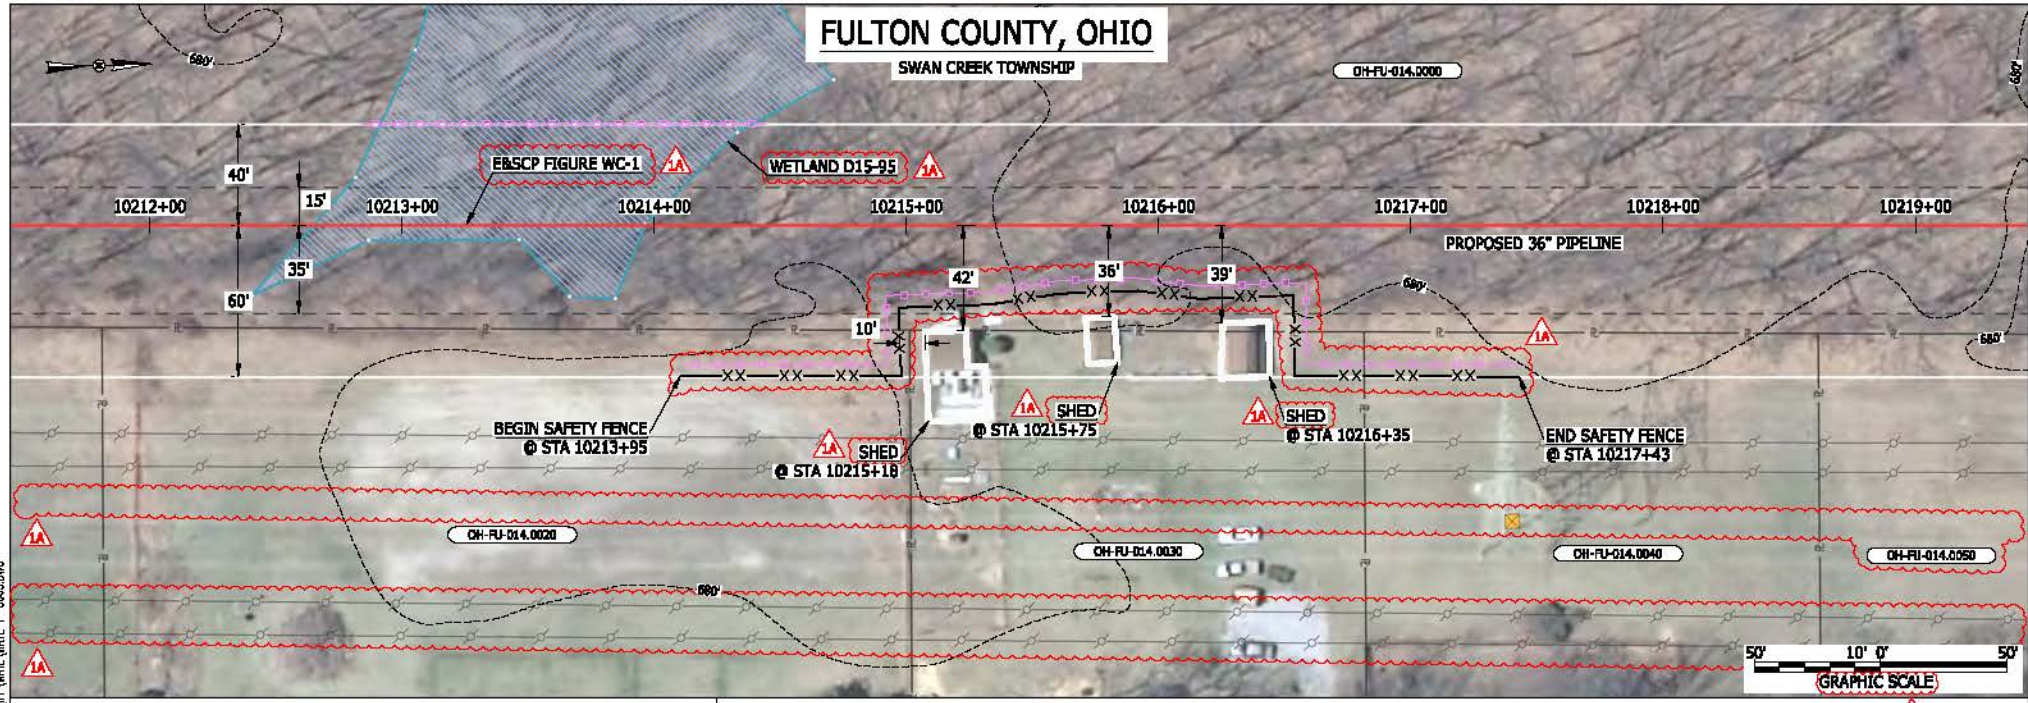 FULTON COUNTY, OHIO
SWAN CREEK TOWNSHIP
680'
OH-FU-014.0000
680'
E&SCP FIGURE WC-1
1A
WETLAND D15-95
1A
40'
15'
10212+00
10213+00
10214+00
10215+00
10216+00
10217+00
10218+00
10219+00
PROPOSED 36" PIPELINE
35'
60'
42'
36'
39'
680'
10'
1A
680'
BEGIN SAFETY FENCE
@ STA 10213+95
1A
SHED
@ STA 10215+18
1A
SHED
@ STA 10215+75
1A
SHED
@ STA 10216+35
END SAFETY FENCE
@ STA 10217+43
1A
OH-FU-014.0020
OH-FU-014.0030
OH-FU-014.0040
OH-FU-014.0050
680'
1A
50'
10'
0'
50'
GRAPHIC SCALE